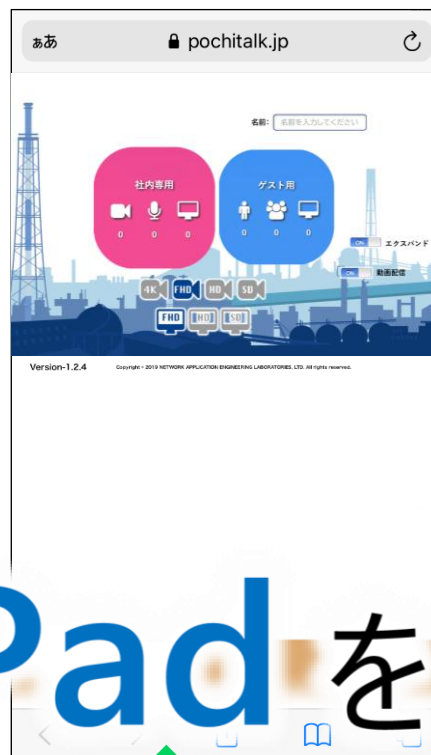 ぁあ pochitalk.jp
名前: 名前を入力してください
社内専用 ゲスト用
0 0 0 0 0 0
ON エクスパンド
ON 動画配信
4K FHD HD SD
FHD HD SD
Version-1.2.4 Copyright • 2019 NETWORK APPLICATION ENGINEERING LABORATORIES, LTD. All rights reserved.
Pad を